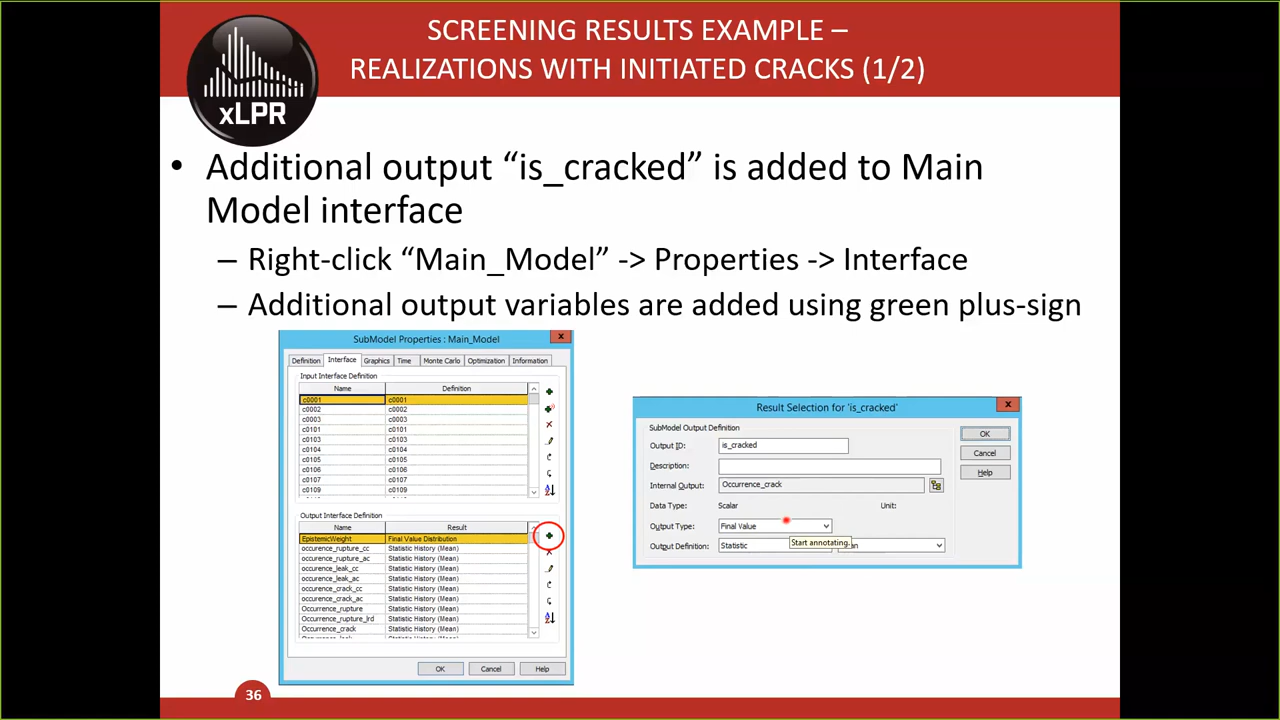 SCREENING RESULTS EXAMPLE –
REALIZATIONS WITH INITIATED CRACKS (1/2)
xLPR
• Additional output “is_cracked” is added to Main
Model interface
– Right-click “Main_Model” -> Properties -> Interface
– Additional output variables are added using green plus-sign
SubModel Properties : Main_Model
x
Definition Interface Graphics Time Monte Carlo Optimization Information
Input Interface Definition
Name Definition
c0001 c0001
c0002 c0002
c0003 c0003
c0101 c0101
c0103 c0103
c0104 c0104
c0105 c0105
c0106 c0106
c0107 c0107
c0109 c0109
Output Interface Definition
Name Result
EpistemicWeight Final Value Distribution
occurence_rupture_cc Statistic History (Mean)
occurence_rupture_ac Statistic History (Mean)
occurence_leak_cc Statistic History (Mean)
occurence_leak_ac Statistic History (Mean)
occurence_crack_cc Statistic History (Mean)
occurence_crack_ac Statistic History (Mean)
Occurrence_rupture Statistic History (Mean)
Occurrence_rupture_lrd Statistic History (Mean)
Occurrence_crack Statistic History (Mean)
OK Cancel Help
Result Selection for 'is_cracked'
x
SubModel Output Definition
Output ID: is_cracked
Description:
Internal Output: Occurrence_crack
Data Type: Scalar Unit:
Output Type: Final Value
Output Definition: Statistic
Start annotating.
OK
Cancel
Help
36